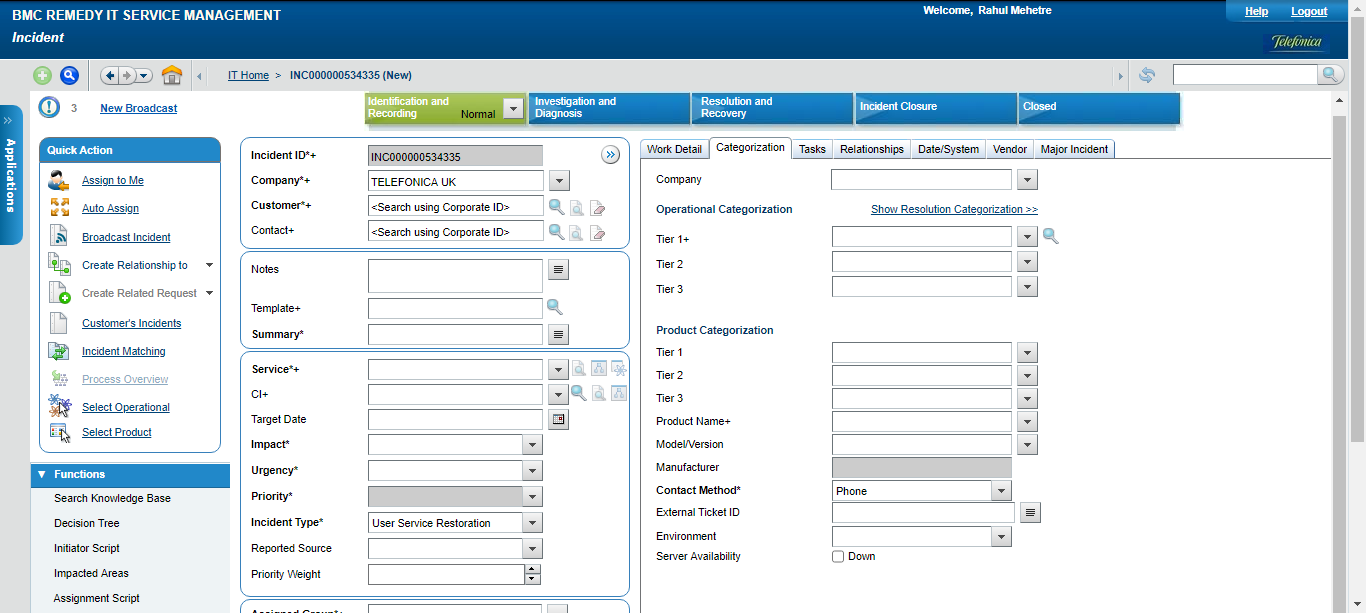 BMC REMEDY IT SERVICE MANAGEMENT
Welcome, Rahul Mehetre
Help Logout
Incident
Telefónica
IT Home > INC000000534335 (New)
3 New Broadcast
Identification and Recording Normal
Investigation and Diagnosis
Resolution and Recovery
Incident Closure
Closed
» Applications
Quick Action
Assign to Me
Auto Assign
Broadcast Incident
Create Relationship to
Create Related Request
Customer's Incidents
Incident Matching
Process Overview
Select Operational
Select Product
Functions
Search Knowledge Base
Decision Tree
Initiator Script
Impacted Areas
Assignment Script
Incident ID*+ INC000000534335
Company*+ TELEFONICA UK
Customer*+ <Search using Corporate ID>
Contact+ <Search using Corporate ID>
Notes
Template+
Summary*
Service*+
CI+
Target Date
Impact*
Urgency*
Priority*
Incident Type* User Service Restoration
Reported Source
Priority Weight
Assigned Group*+
Work Detail Categorization Tasks Relationships Date/System Vendor Major Incident
Company
Operational Categorization Show Resolution Categorization >>
Tier 1+
Tier 2
Tier 3
Product Categorization
Tier 1
Tier 2
Tier 3
Product Name+
Model/Version
Manufacturer
Contact Method* Phone
External Ticket ID
Environment
Server Availability Down